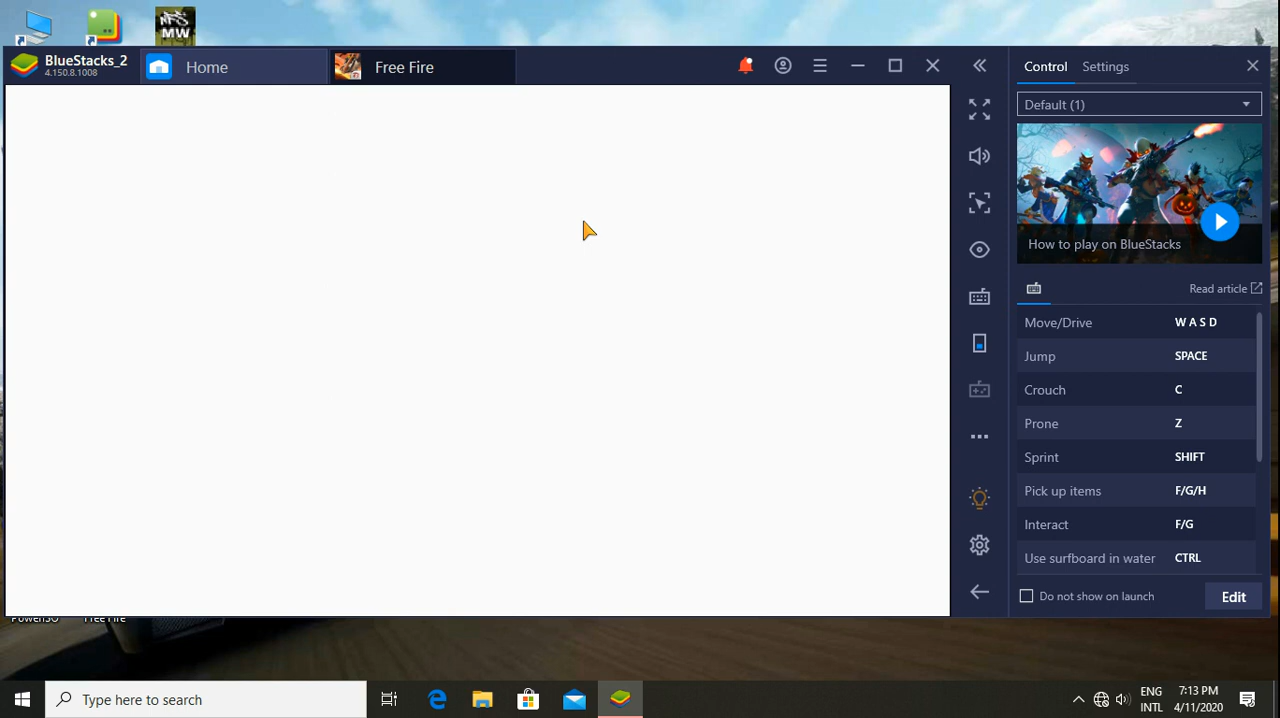 NFS
MW
BlueStacks_2
4.150.8.1008
Home
Free Fire
Control
Settings
Default (1)
How to play on BlueStacks
Read article
Move/Drive W A S D
Jump SPACE
Crouch C
Prone Z
Sprint SHIFT
Pick up items F/G/H
Interact F/G
Use surfboard in water CTRL
Do not show on launch
Edit
PowerISO
Free Fire
Type here to search
ENG
INTL
7:13 PM
4/11/2020